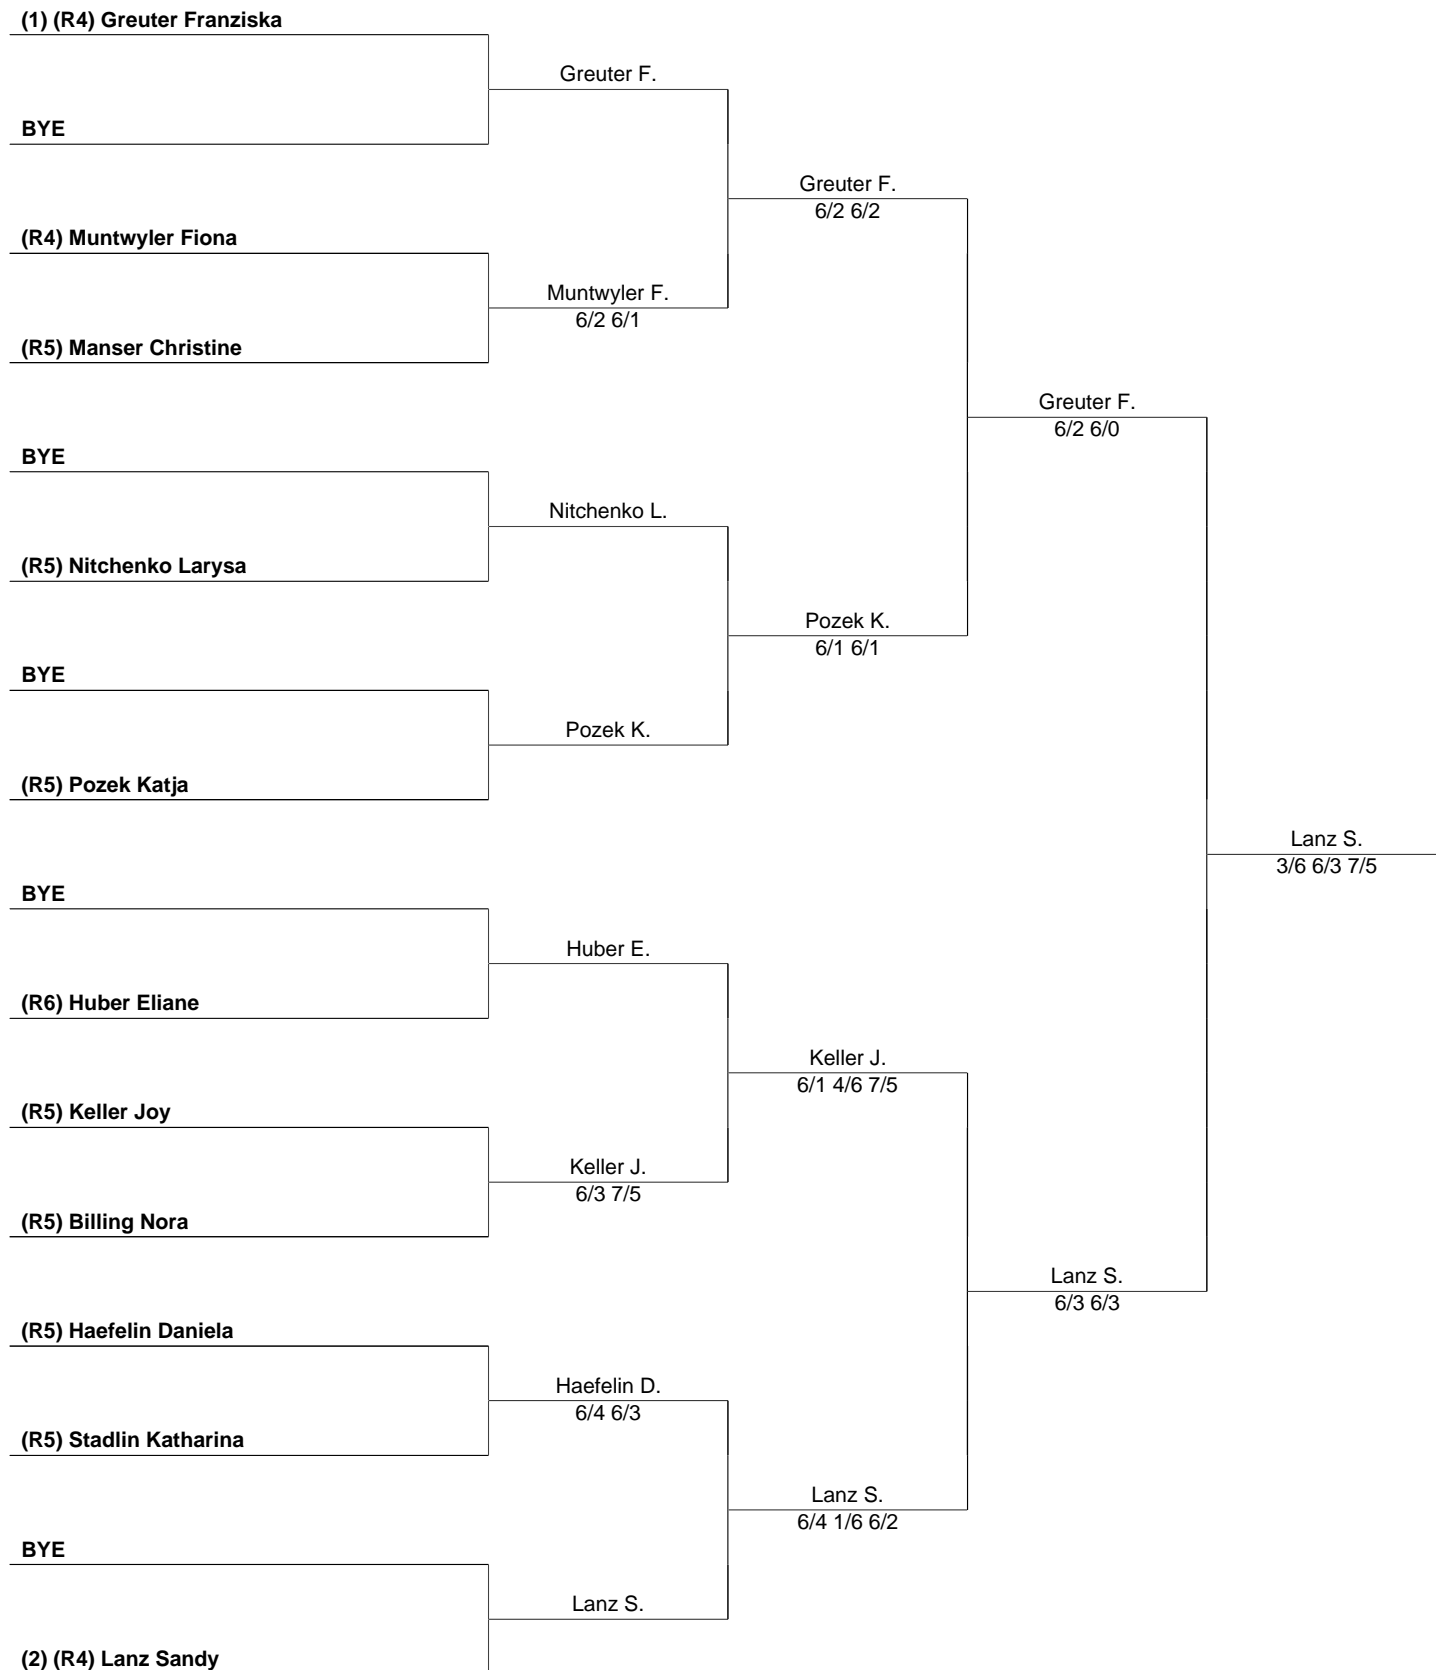 (1) (R4) Greuter Franziska
Greuter F.
BYE
Greuter F.
6/2 6/2
(R4) Muntwyler Fiona
Muntwyler F.
6/2 6/1
(R5) Manser Christine
Greuter F.
6/2 6/0
BYE
Nitchenko L.
(R5) Nitchenko Larysa
Pozek K.
6/1 6/1
BYE
Pozek K.
(R5) Pozek Katja
Lanz S.
3/6 6/3 7/5
BYE
Huber E.
(R6) Huber Eliane
Keller J.
6/1 4/6 7/5
(R5) Keller Joy
Keller J.
6/3 7/5
(R5) Billing Nora
Lanz S.
6/3 6/3
(R5) Haefelin Daniela
Haefelin D.
6/4 6/3
(R5) Stadlin Katharina
Lanz S.
6/4 1/6 6/2
BYE
Lanz S.
(2) (R4) Lanz Sandy